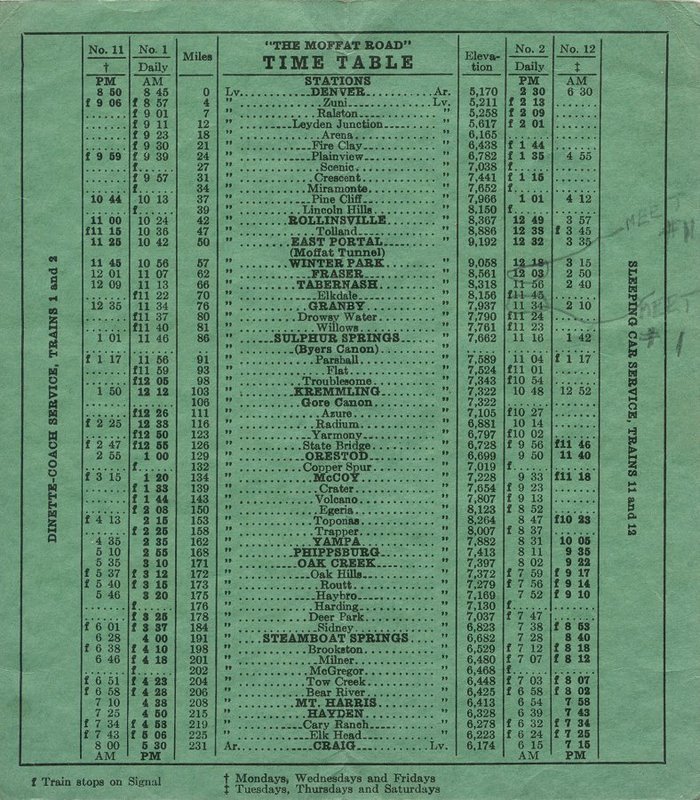 "THE MOFFAT ROAD"
TIME TABLE
No. 11 No. 1 Miles STATIONS Eleva-tion No. 2 No. 12
† Daily Daily ‡
PM AM PM AM
8 50 8 45 0 Lv. DENVER Ar. 5,170 2 30 6 30
f 9 06 f 8 57 4 " Zuni Lv. 5,211 f 2 13
f 9 01 7 " Ralston " 5,258 f 2 09
f 9 11 12 " Leyden Junction " 5,617 f 2 01
f 9 23 18 " Arena " 6,165
f 9 30 21 " Fire Clay " 6,438 f 1 44
f 9 59 f 9 39 24 " Plainview " 6,782 f 1 35 4 55
f 27 " Scenic " 7,038 f
f 9 57 31 " Crescent " 7,441 f 1 15
f 34 " Miramonte " 7,652 f
10 44 10 13 37 " Pine Cliff " 7,966 1 01 4 12
f 39 " Lincoln Hills " 8,150 f
11 00 10 24 42 " ROLLINSVILLE " 8,367 12 49 3 57
f11 15 10 36 47 " Tolland " 8,886 12 38 f 3 45
11 25 10 42 50 " EAST PORTAL " 9,192 12 32 3 35
(Moffat Tunnel)
11 45 10 56 57 " WINTER PARK " 9,058 12 18 3 15
12 01 11 07 62 " FRASER " 8,561 12 03 2 50
12 09 11 13 66 " TABERNASH " 8,318 11 56 2 40
f11 22 70 " Elkdale " 8,156 f11 45
12 35 11 34 76 " GRANBY " 7,937 11 34 2 10
f11 37 80 " Drowsy Water " 7,790 f11 24
f11 40 81 " Willows " 7,761 f11 23
1 01 11 46 86 " SULPHUR SPRINGS " 7,662 11 16 1 42
(Byers Canon)
f 1 17 11 56 91 " Parshall " 7,589 11 04 f 1 17
f11 59 93 " Flat " 7,524 f11 01
f12 05 98 " Troublesome " 7,343 f10 54
1 50 12 12 103 " KREMMLING " 7,322 10 48 12 52
106 " Gore Canon " 7,322
f12 26 111 " Azure " 7,105 f10 27
f 2 25 12 33 116 " Radium " 6,881 10 14
f12 50 123 " Yarmony " 6,797 f10 02
f 2 47 f12 55 126 " State Bridge " 6,728 f 9 56 f11 46
2 55 1 00 129 " ORESTOD " 6,699 9 50 11 40
f 132 " Copper Spur " 7,019 f
f 3 15 1 20 134 " McCOY " 7,228 9 33 f11 18
f 1 33 139 " Crater " 7,654 f 9 23
f 1 44 143 " Volcano " 7,807 f 9 13
f 2 08 150 " Egeria " 8,123 f 8 52
f 4 13 2 15 153 " Toponas " 8,264 8 47 f10 23
f 2 25 158 " Trapper " 8,007 f 8 37
4 35 2 35 162 " YAMPA " 7,882 8 31 10 05
5 10 2 55 168 " PHIPPSBURG " 7,413 8 11 9 35
5 35 3 10 171 " OAK CREEK " 7,397 8 02 9 22
f 5 37 f 3 12 172 " Oak Hills " 7,372 f 7 59 f 9 17
f 5 40 f 3 15 173 " Routt " 7,279 f 7 56 f 9 14
5 46 3 20 175 " Haybro " 7,169 f 7 52 f 9 10
f 176 " Harding " 7,130 f
f 3 25 178 " Deer Park " 7,037 f 7 47
f 6 01 f 3 37 184 " Sidney " 6,823 7 38 f 8 53
6 28 4 00 191 " STEAMBOAT SPRINGS " 6,682 7 28 8 40
f 6 38 f 4 10 198 " Brookston " 6,529 f 7 12 f 8 18
f 6 46 f 4 18 201 " Milner " 6,480 f 7 07 f 8 12
f 202 " McGregor " 6,468 f
f 6 51 f 4 23 204 " Tow Creek " 6,448 f 7 03 f 8 07
f 6 58 f 4 28 206 " Bear River " 6,425 f 6 58 f 8 02
7 10 4 38 208 " MT. HARRIS " 6,413 6 54 7 58
7 25 4 50 215 " HAYDEN " 6,328 6 39 7 43
f 7 34 f 4 53 219 " Cary Ranch " 6,278 f 6 32 f 7 34
f 7 43 f 5 06 225 " Elk Head " 6,223 f 6 24 f 7 25
8 00 5 30 231 Ar. CRAIG Lv. 6,174 6 15 7 15
AM PM AM PM
DINETTE-COACH SERVICE, TRAINS 1 and 2
SLEEPING CAR SERVICE, TRAINS 11 and 12
MEET
#11
MEET
#1
f Train stops on Signal
† Mondays, Wednesdays and Fridays
‡ Tuesdays, Thursdays and Saturdays